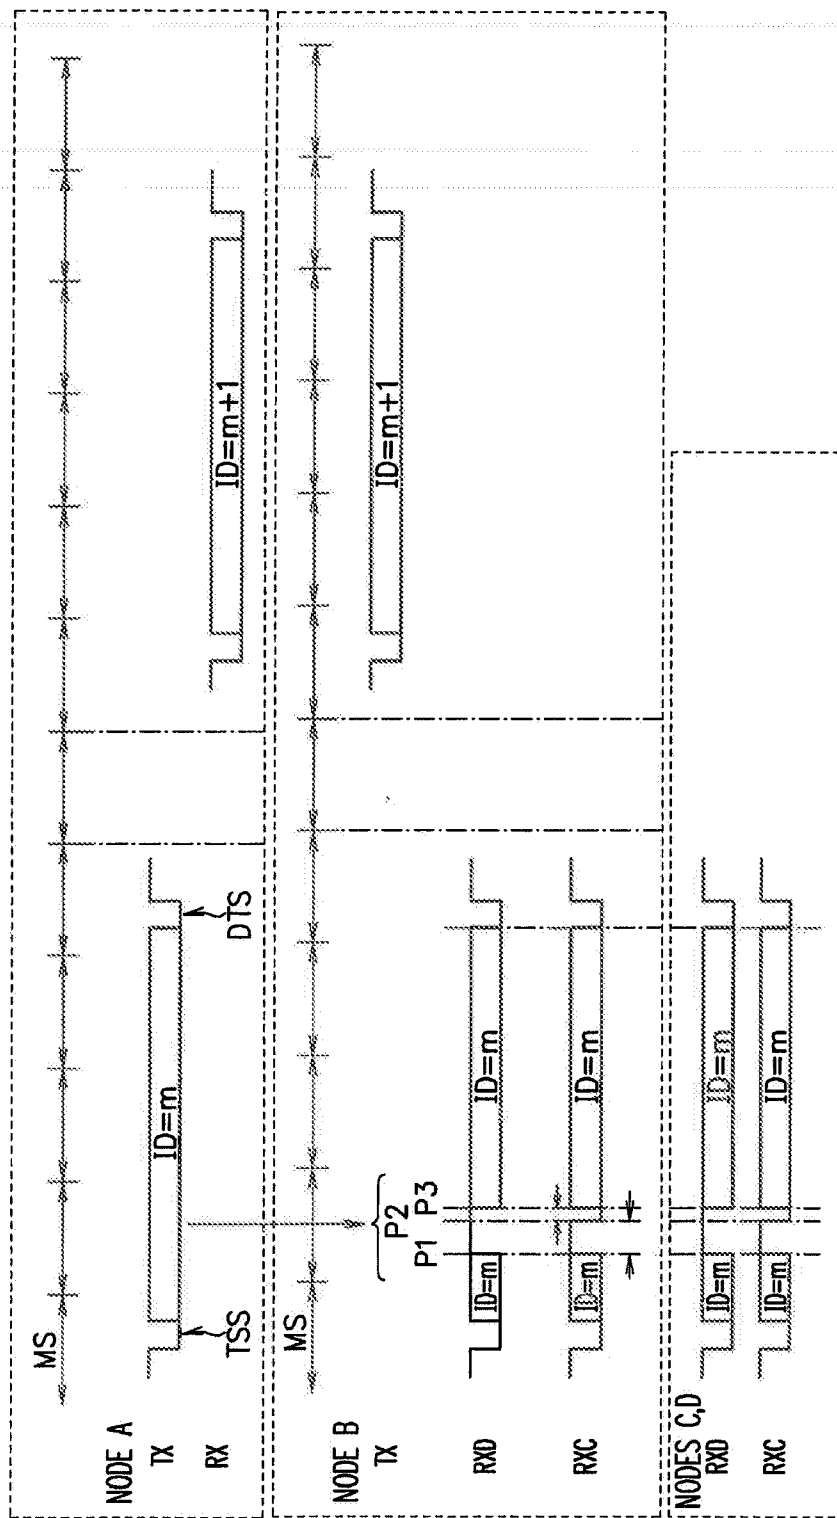 NODE A
MS
TX
ID=m
TSS
DTS
RX
ID=m+1
NODE B
MS
TX
ID=m+1
P1 P2 P3
RXD
ID=m
ID=m
RXC
ID=m
ID=m
NODES C,D
RXD
ID=m
ID=m
RXC
ID=m
ID=m